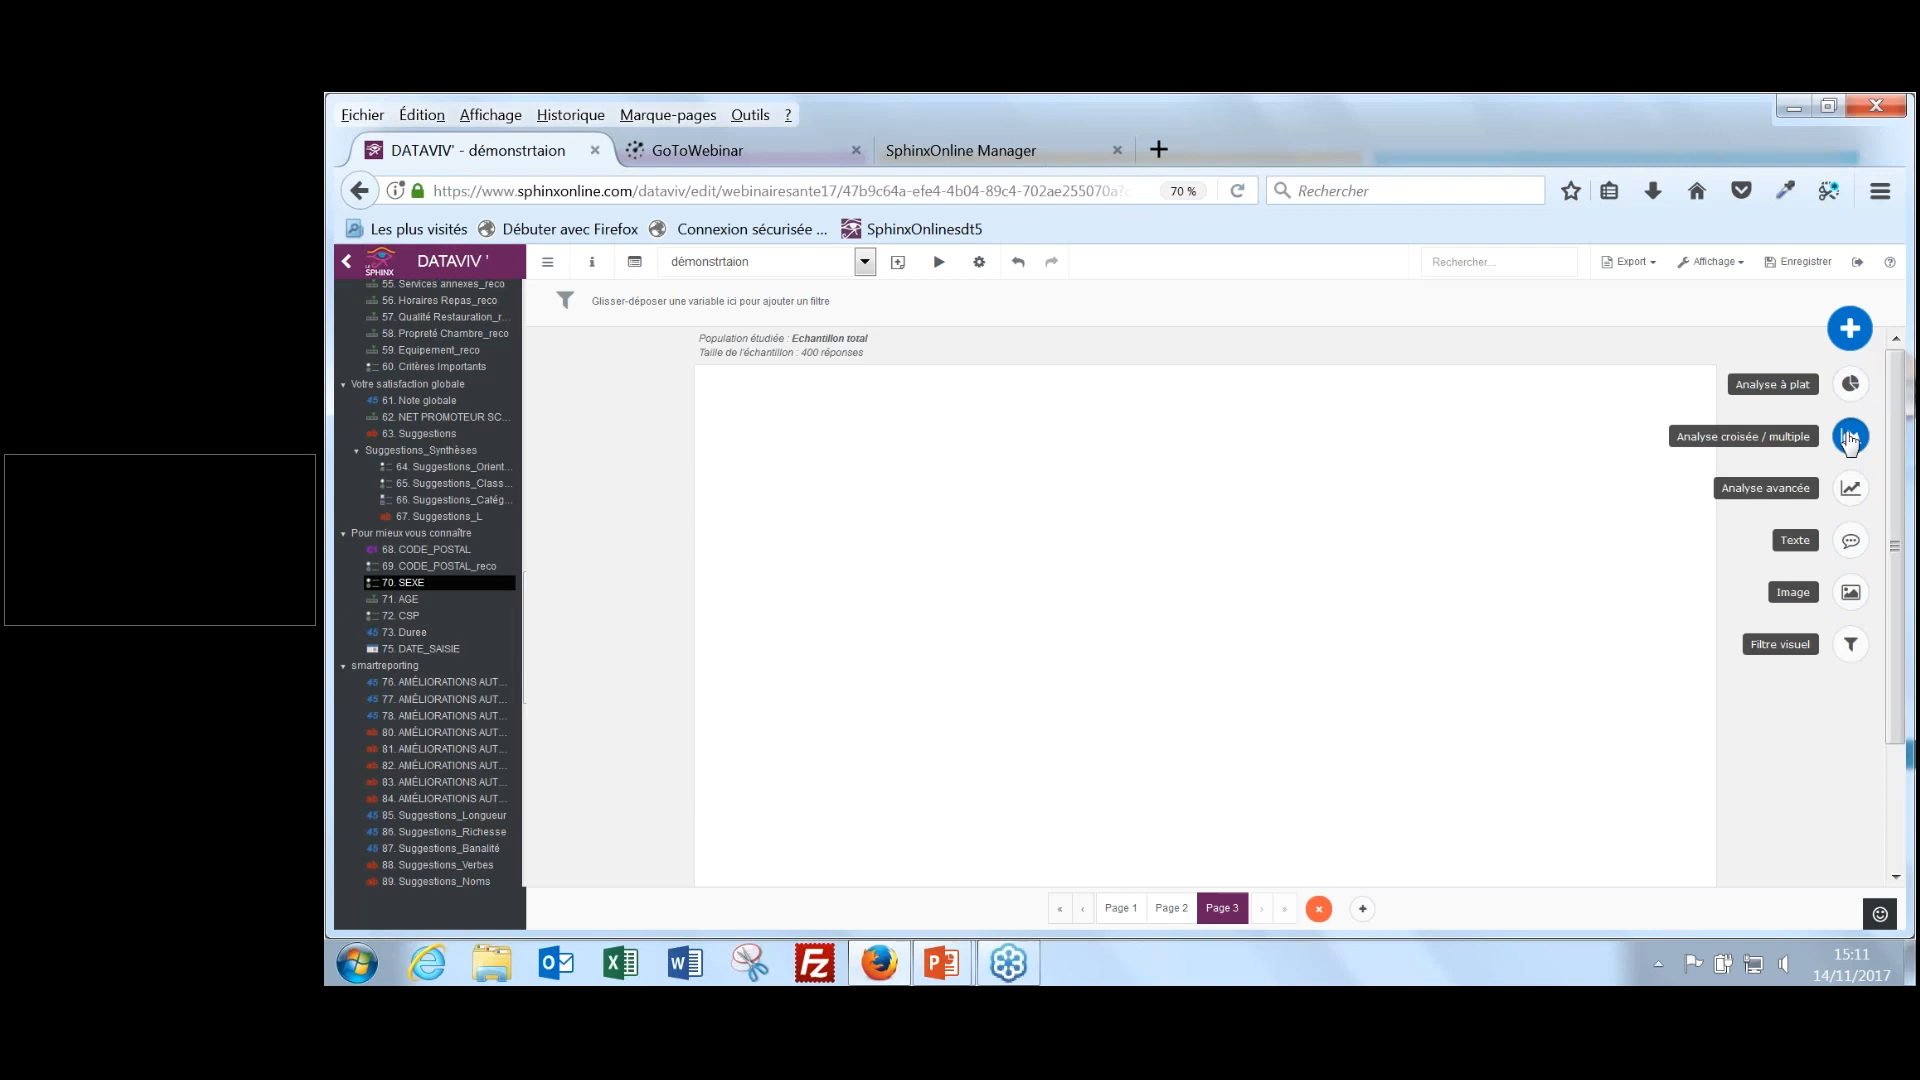 Fichier Édition Affichage Historique Marque-pages Outils ?
DATAVIV' - démonstrtaion
GoToWebinar
SphinxOnline Manager
https://www.sphinxonline.com/dataviv/edit/webinairesante17/47b9c64a-efe4-4b04-89c4-702ae255070a?c
70 %
Rechercher
Les plus visités Débuter avec Firefox Connexion sécurisée ... SphinxOnlinesdt5
LE SPHINX DATAVIV '
démonstrtaion
Rechercher...
Export Affichage Enregistrer
Glisser-déposer une variable ici pour ajouter un filtre
Population étudiée : Echantillon total
Taille de l'échantillon : 400 réponses
55. Services annexes_reco
56. Horaires Repas_reco
57. Qualité Restauration_r...
58. Propreté Chambre_reco
59. Equipement_reco
60. Critères Importants
Votre satisfaction globale
61. Note globale
62. NET PROMOTEUR SC...
63. Suggestions
Suggestions_Synthèses
64. Suggestions_Orient...
65. Suggestions_Class...
66. Suggestions_Catég...
67. Suggestions_L
Pour mieux vous connaître
68. CODE_POSTAL
69. CODE_POSTAL_reco
70. SEXE
71. AGE
72. CSP
73. Duree
75. DATE_SAISIE
smartreporting
76. AMÉLIORATIONS AUT...
77. AMÉLIORATIONS AUT...
78. AMÉLIORATIONS AUT...
80. AMÉLIORATIONS AUT...
81. AMÉLIORATIONS AUT...
82. AMÉLIORATIONS AUT...
83. AMÉLIORATIONS AUT...
84. AMÉLIORATIONS AUT...
85. Suggestions_Longueur
86. Suggestions_Richesse
87. Suggestions_Banalité
88. Suggestions_Verbes
89. Suggestions_Noms
Analyse à plat
Analyse croisée / multiple
Analyse avancée
Texte
Image
Filtre visuel
« ‹ Page 1 Page 2 Page 3 › »
15:11
14/11/2017